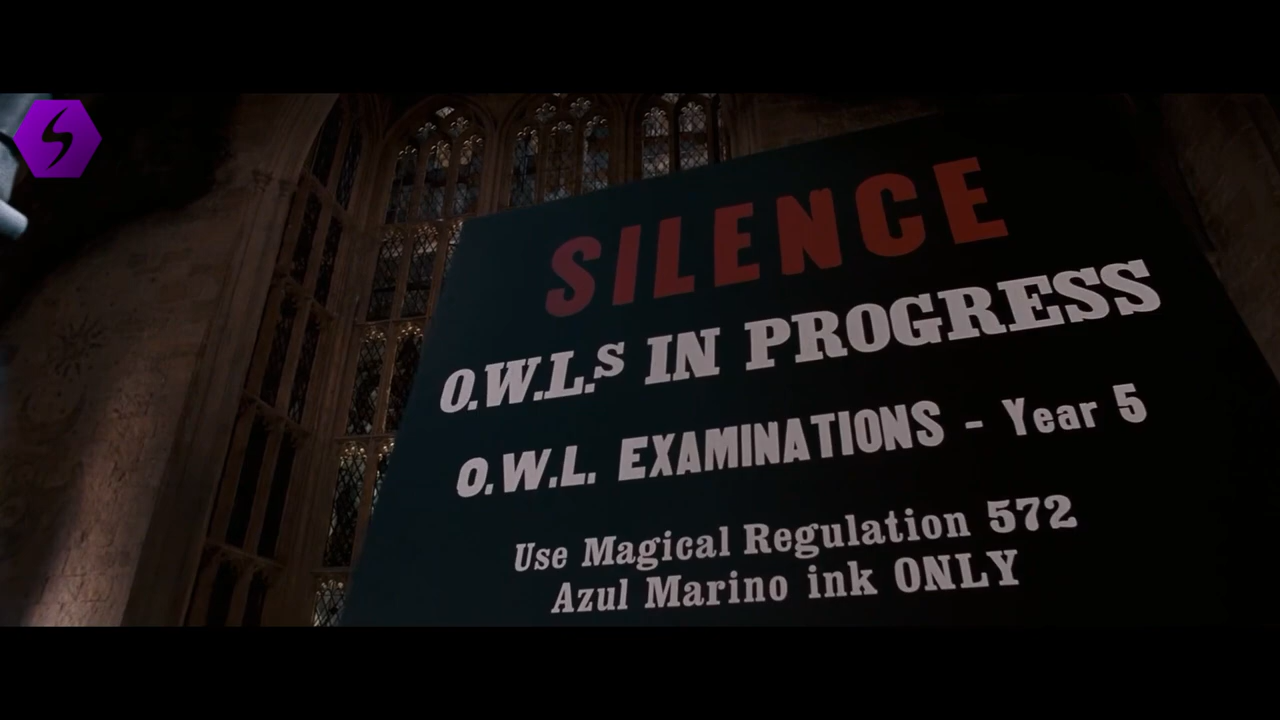 SILENCE
O.W.L.s IN PROGRESS
O.W.L. EXAMINATIONS - Year 5
Use Magical Regulation 572
Azul Marino ink ONLY